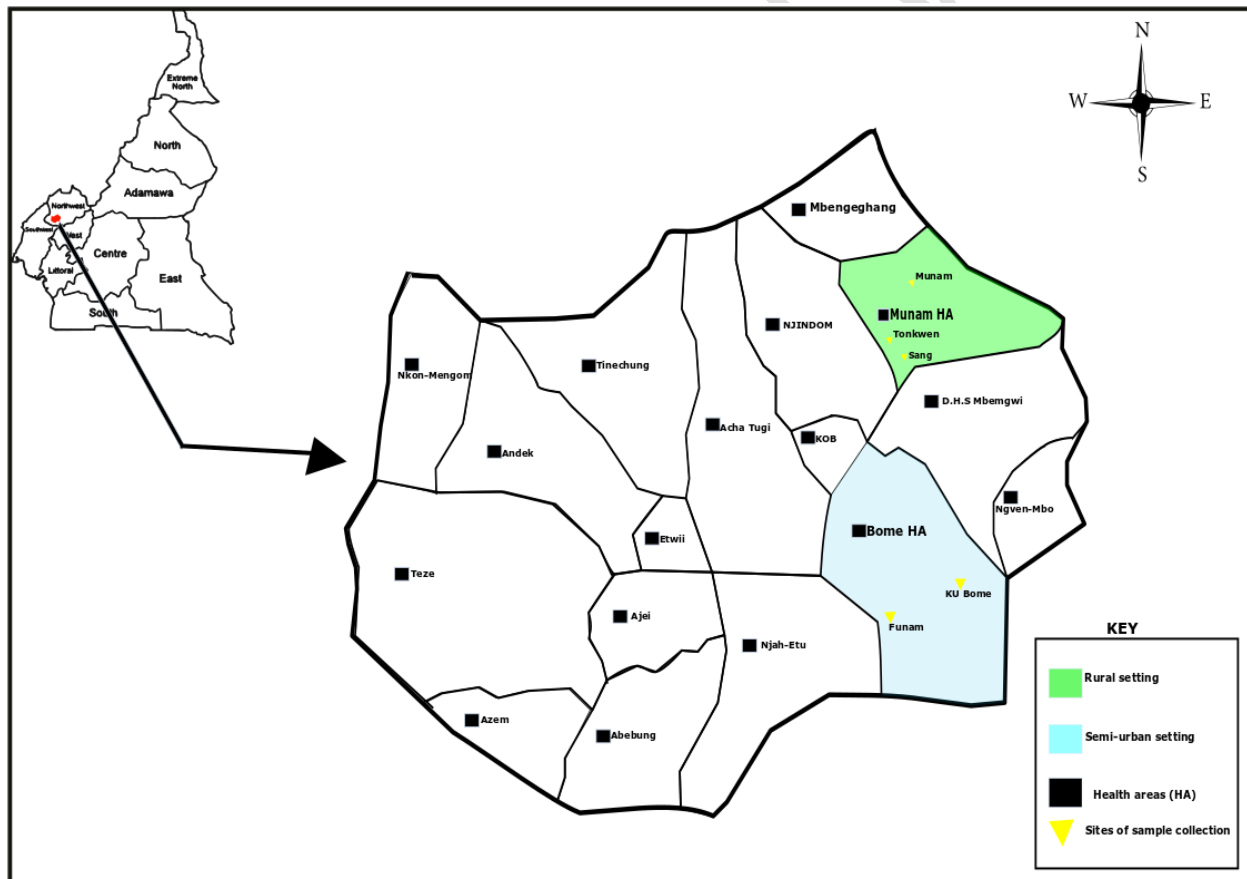 Extreme
North
North
Adamawa
Northwest
Southwest
West
Centre
Littoral
East
South
N
W
E
S
Mbengeghang
Munam
Munam HA
Tonkwen
Sang
NJINDOM
Nkon-Mengom
Tinechung
D.H.S Mbemgwi
Acha Tugi
KOB
Andek
Ngven-Mbo
Bome HA
Etwii
Teze
KU Bome
Ajei
Funam
Njah-Etu
Azem
Abebung
KEY
Rural setting
Semi-urban setting
Health areas (HA)
Sites of sample collection